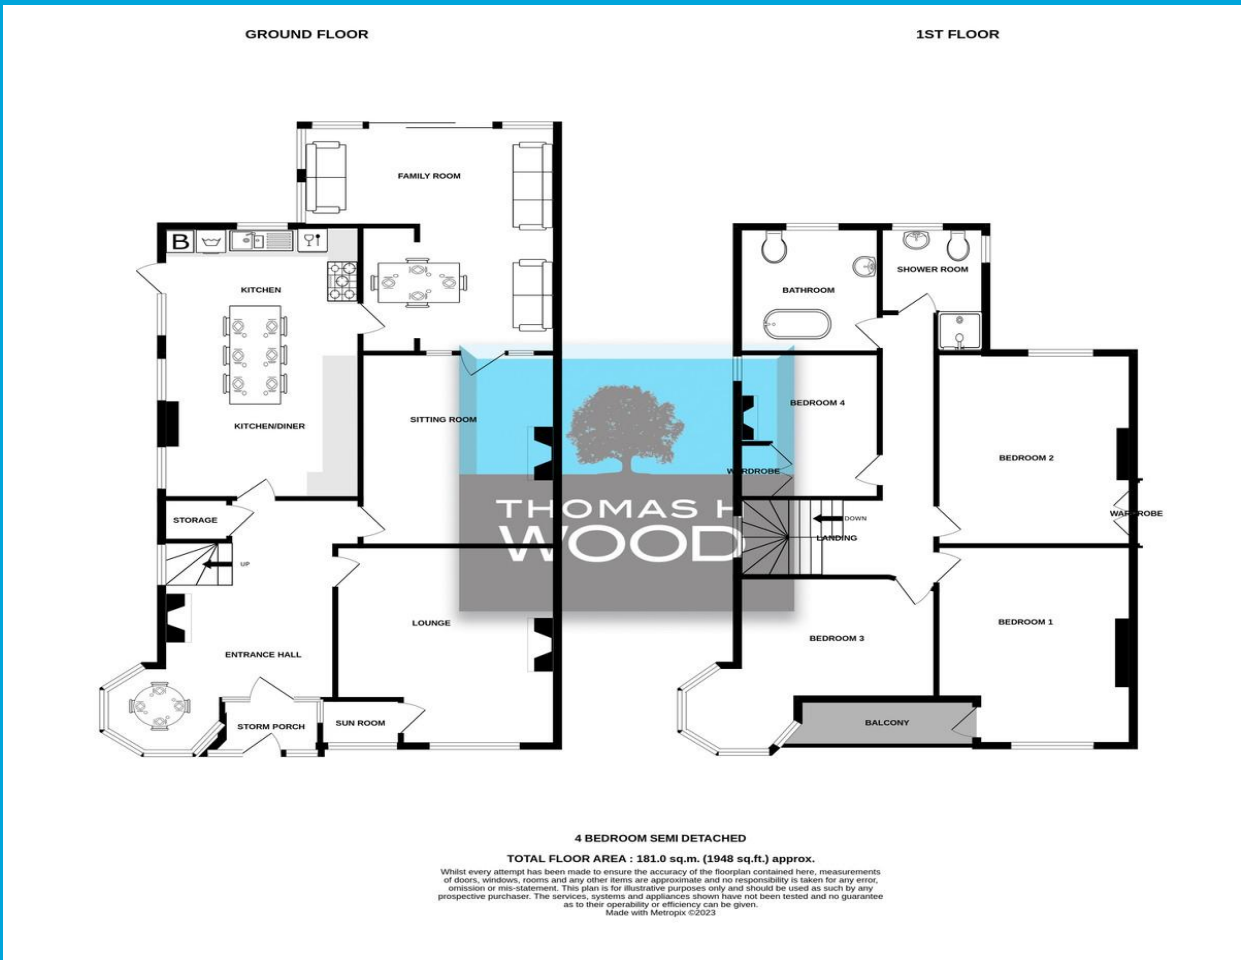 GROUND FLOOR
1ST FLOOR
FAMILY ROOM
B
KITCHEN
KITCHEN/DINER
SITTING ROOM
STORAGE
UP
LOUNGE
ENTRANCE HALL
STORM PORCH
SUN ROOM
SHOWER ROOM
BATHROOM
BEDROOM 4
WARDROBE
BEDROOM 2
WARDROBE
DOWN
LANDING
BEDROOM 3
BEDROOM 1
BALCONY
THOMAS H
WOOD
4 BEDROOM SEMI DETACHED
TOTAL FLOOR AREA : 181.0 sq.m. (1948 sq.ft.) approx.
Whilst every attempt has been made to ensure the accuracy of the floorplan contained here, measurements
of doors, windows, rooms and any other items are approximate and no responsibility is taken for any error,
omission or mis-statement. This plan is for illustrative purposes only and should be used as such by any
prospective purchaser. The services, systems and appliances shown have not been tested and no guarantee
as to their operability or efficiency can be given.
Made with Metropix ©2023